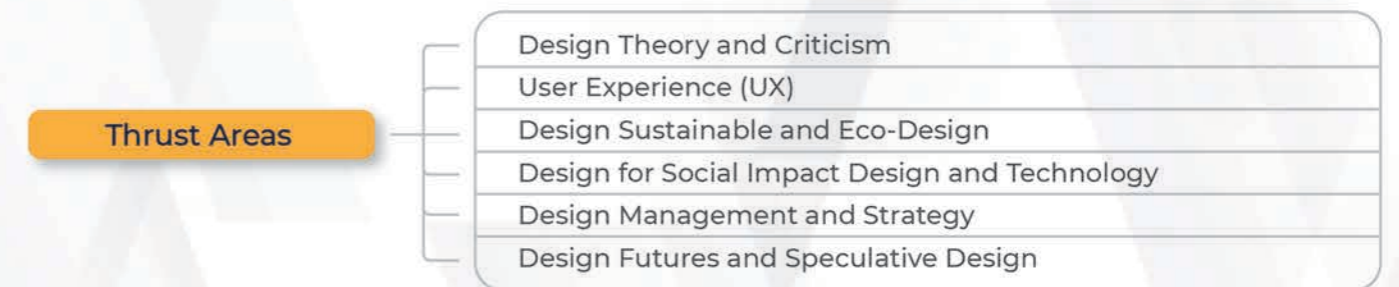 Thrust Areas
Design Theory and Criticism
User Experience (UX)
Design Sustainable and Eco-Design
Design for Social Impact Design and Technology
Design Management and Strategy
Design Futures and Speculative Design